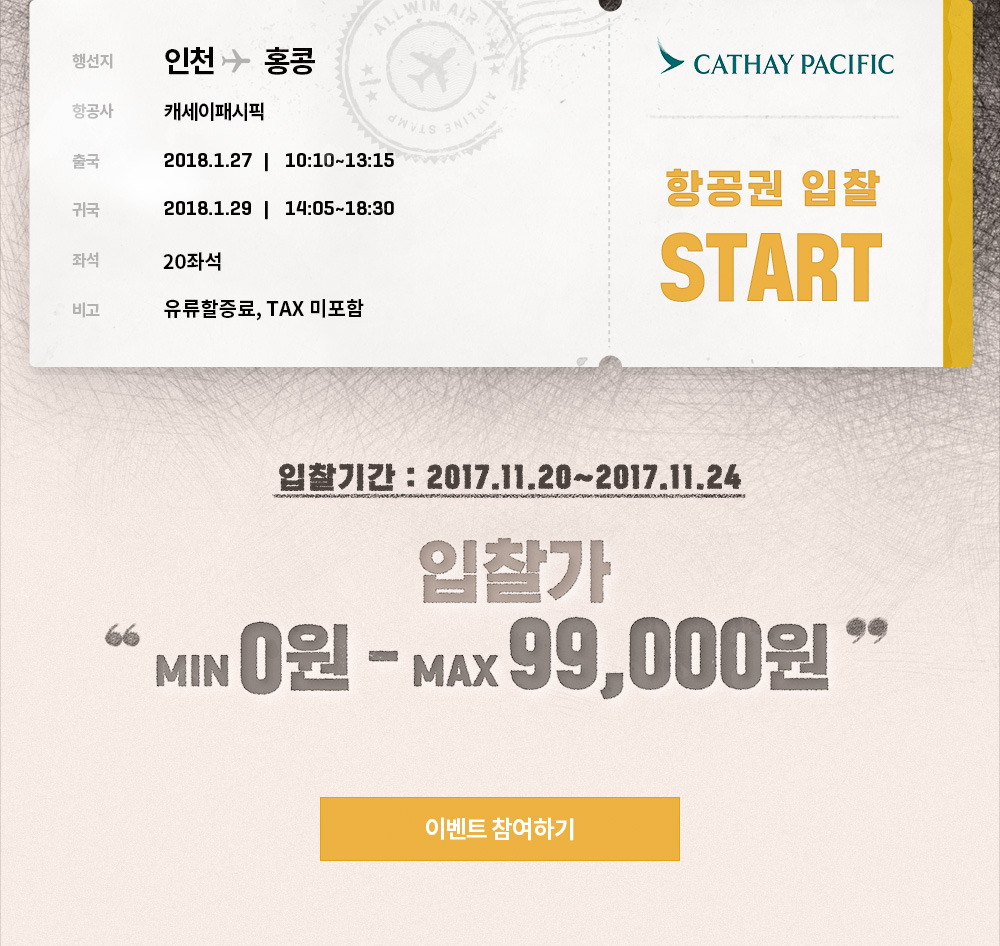 ALLWIN AIR
AIRLINE STAMP
행선지 인천 홍콩
항공사 캐세이패시픽
출국 2018.1.27 | 10:10~13:15
귀국 2018.1.29 | 14:05~18:30
좌석 20좌석
비고 유류할증료, TAX 미포함
CATHAY PACIFIC
항공권 입찰
START
입찰기간 : 2017.11.20~2017.11.24
입찰가
“ MIN 0원 - MAX 99,000원 ”
이벤트 참여하기